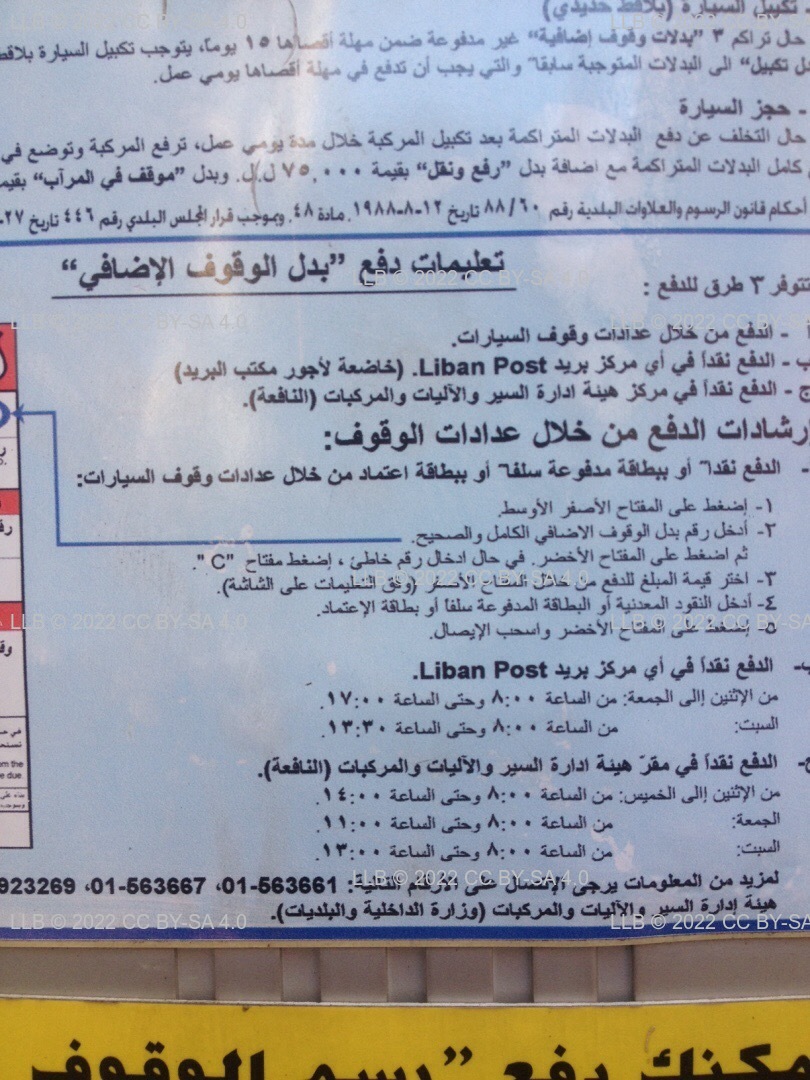 - تكبيل السيارة (بلاقط حديدي)
حال تراكم ٣ "بدلات وقوف إضافية" غير مدفوعة ضمن مهلة أقصاها ١٥ يوماً، يتوجب تكبيل السيارة بلاقط
تكبيل" الى البدلات المتوجبة سابقاً والتي يجب أن تدفع في مهلة أقصاها يومي عمل.
- حجز السيارة
حال التخلف عن دفع البدلات المتراكمة بعد تكبيل المركبة خلال مدة يومي عمل، ترفع المركبة وتوضع في
كامل البدلات المتراكمة مع اضافة بدل "رفع ونقل" بقيمة ٧٥,٠٠٠ ل.ل. وبدل "موقف في المرآب"
أحكام قانون الرسوم والعلاوات البلدية رقم ٨٨/٦٠ تاريخ ١٢-٨-١٩٨٨. مادة ٤٨. وبموجب قرار المجلس البلدي رقم ٤٤٦ تاريخ ٢٧-
تعليمات دفع "بدل الوقوف الإضافي"
تتوفر ٣ طرق للدفع :
أ - الدفع من خلال عدادات وقوف السيارات.
ب - الدفع نقداً في أي مركز بريد Liban Post. (خاضعة لأجور مكتب البريد)
ج - الدفع نقداً في مركز هيئة ادارة السير والآليات والمركبات (النافعة).
إرشادات الدفع من خلال عدادات الوقوف:
- الدفع نقداً أو ببطاقة مدفوعة سلفاً أو ببطاقة اعتماد من خلال عدادات وقوف السيارات:
١- إضغط على المفتاح الأصفر الأوسط.
٢- أدخل رقم بدل الوقوف الاضافي الكامل والصحيح.
ثم اضغط على المفتاح الأخضر. في حال ادخال رقم خاطئ ، إضغط مفتاح "C ".
٣- اختر قيمة المبلغ للدفع من خلال المفتاح الأصفر (وفق التعليمات على الشاشة).
٤- أدخل النقود المعدنية أو البطاقة المدفوعة سلفاً أو بطاقة الإعتماد.
٥- إضغط على المفتاح الأخضر واسحب الإيصال.
ب- الدفع نقداً في أي مركز بريد Liban Post.
من الإثنين إلى الجمعة: من الساعة ٨:٠٠ وحتى الساعة ١٧:٠٠.
السبت: من الساعة ٨:٠٠ وحتى الساعة ١٣:٣٠.
ج- الدفع نقداً في مقرّ هيئة ادارة السير والآليات والمركبات (النافعة).
من الإثنين إلى الخميس: من الساعة ٨:٠٠ وحتى الساعة ١٤:٠٠.
الجمعة: من الساعة ٨:٠٠ وحتى الساعة ١١:٠٠.
السبت: من الساعة ٨:٠٠ وحتى الساعة ١٣:٠٠.
لمزيد من المعلومات يرجى الإتصال على الأرقام التالية: 01-563661، 01-563667، 923269
هيئة إدارة السير والآليات والمركبات (وزارة الداخلية والبلديات).
يمكنك دفع "رسم الوقوف
LLB © 2022 CC BY-SA 4.0